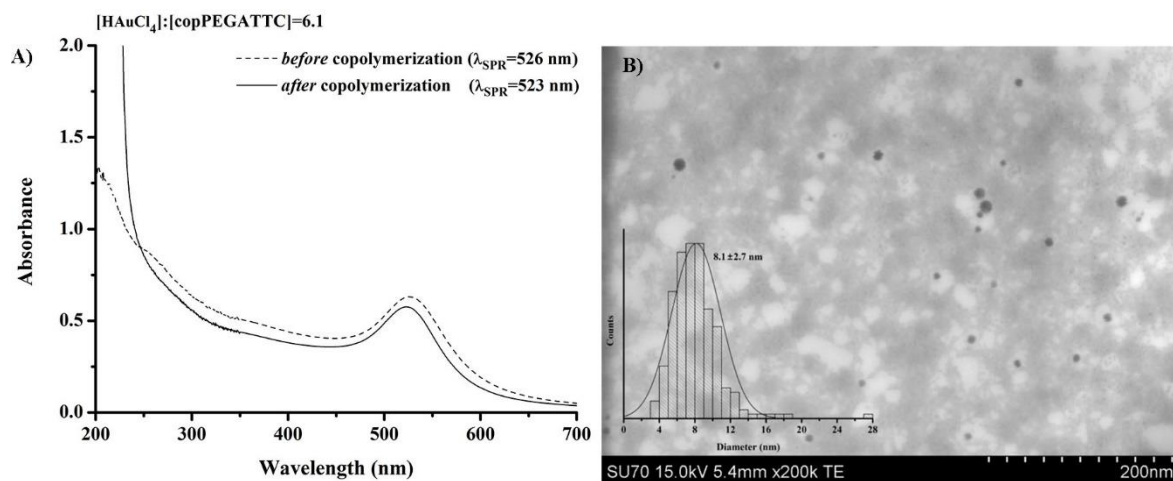 [HAuCl4]:[copPEGATTC]=6.1
A)
before copolymerization (λSPR=526 nm)
after copolymerization (λSPR=523 nm)
Absorbance
2.0
1.5
1.0
0.5
0.0
200 300 400 500 600 700
Wavelength (nm)
B)
8.1±2.7 nm
Counts
0 4 8 12 16 20 24 28
Diameter (nm)
SU70 15.0kV 5.4mm x200k TE 200nm